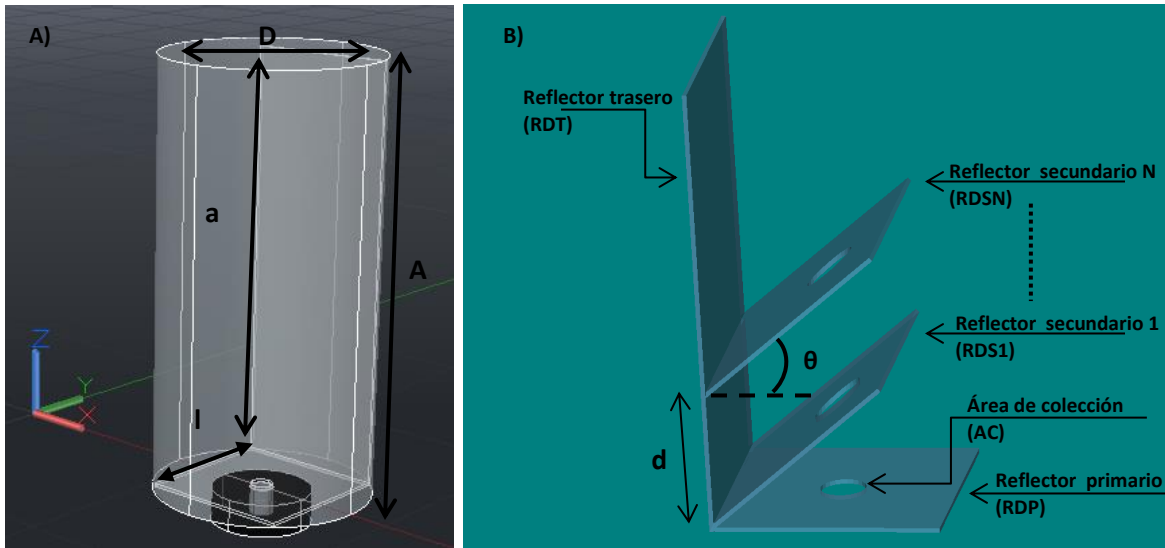 A)
D
a
A
l
Z
Y
X
B)
Reflector trasero
(RDT)
Reflector secundario N
(RDSN)
Reflector secundario 1
(RDS1)
θ
Área de colección
(AC)
d
Reflector primario
(RDP)